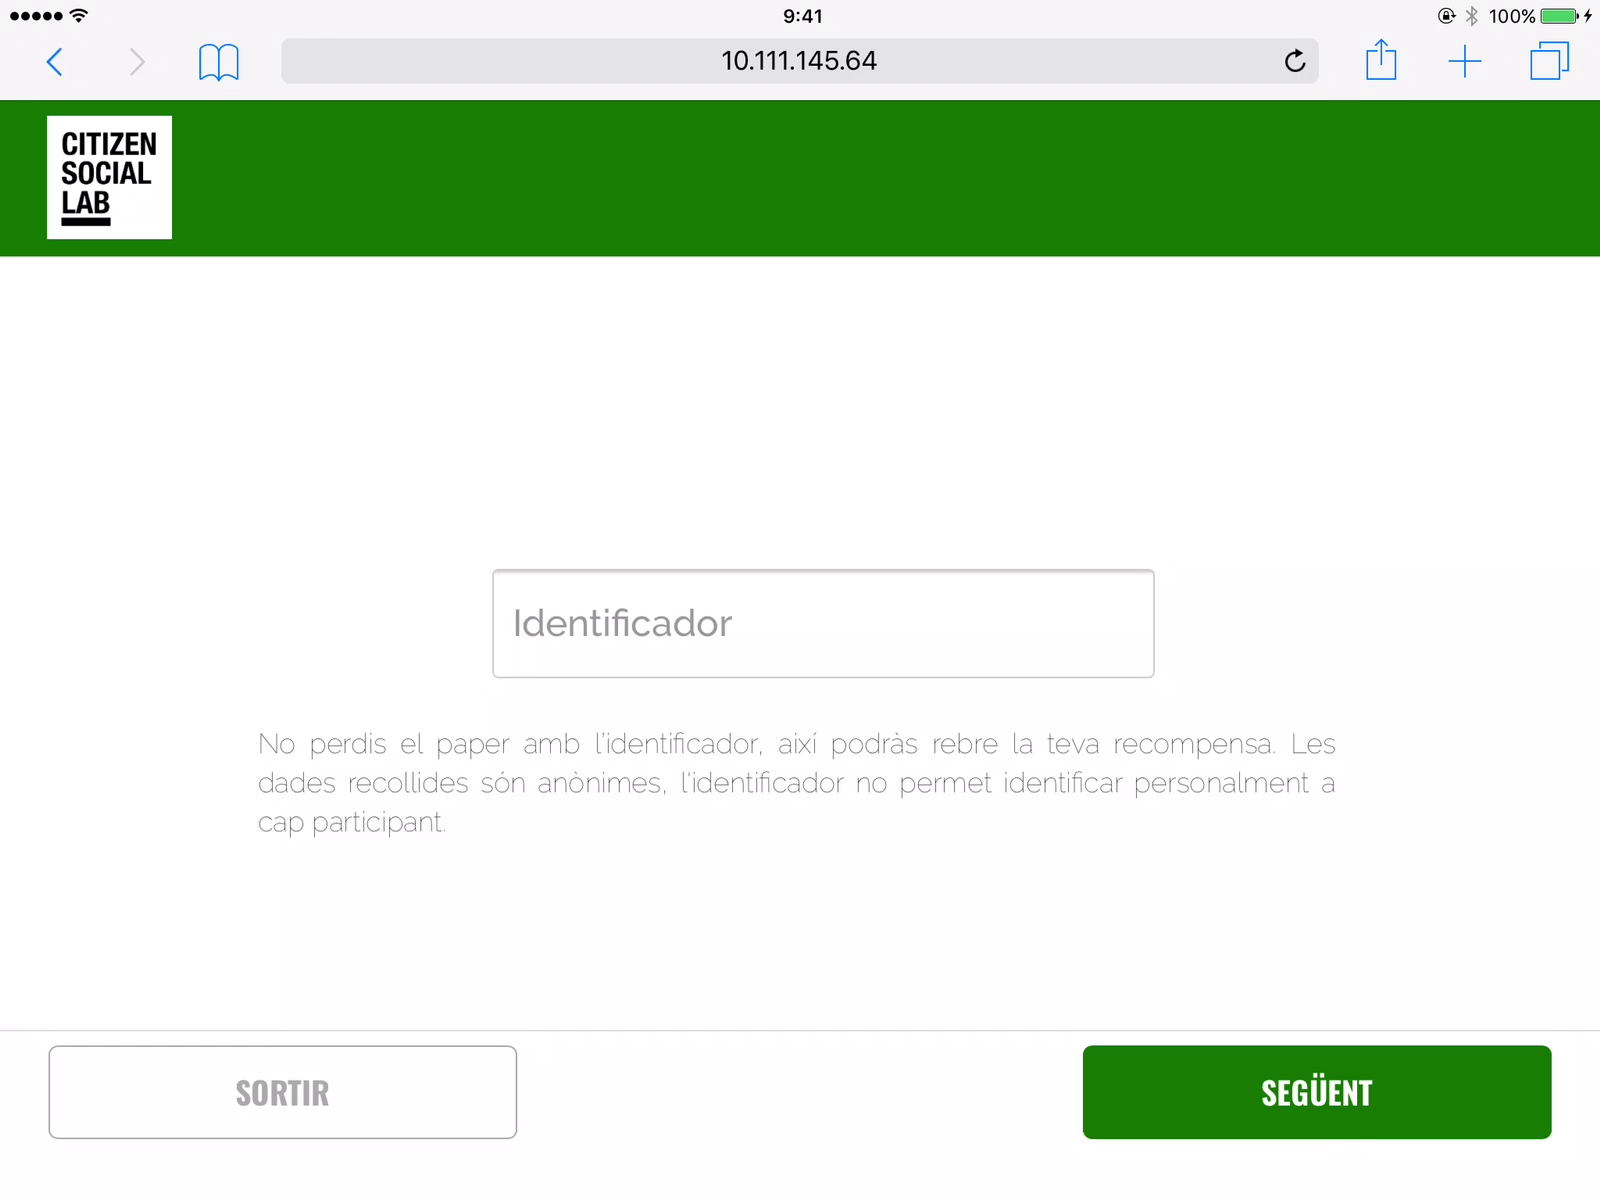 9:41
100%
10.111.145.64
CITIZEN
SOCIAL
LAB
Identificador
No perdis el paper amb l'identificador, així podràs rebre la teva recompensa. Les
dades recollides són anònimes, l'identificador no permet identificar personalment a
cap participant.
SORTIR
SEGÜENT